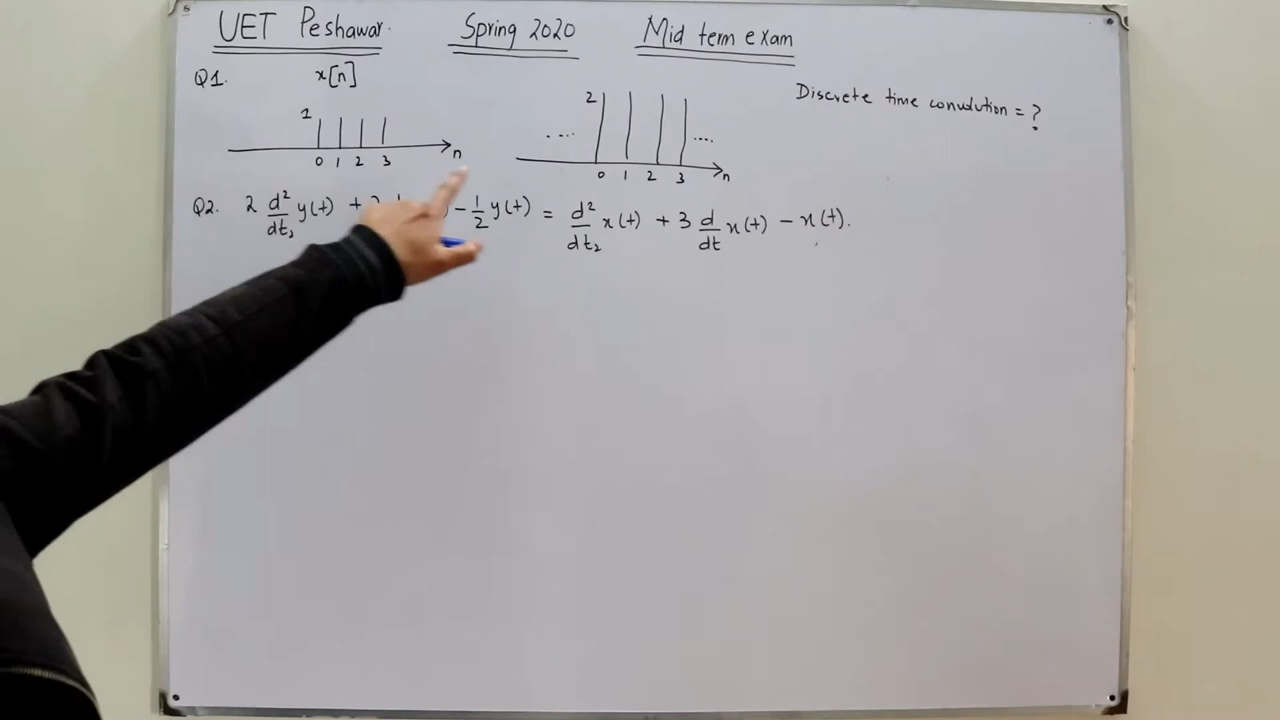 UET Peshawar. Spring 2020 Mid term exam
Q1. x[n]
Discrete time convolution = ?
1
0 1 2 3 n
2
.... ....
0 1 2 3 n
Q2. 2 d²/dt₂ y(t) + - 1/2 y(t) = d²/dt₂ x(t) + 3 d/dt x(t) - x(t).